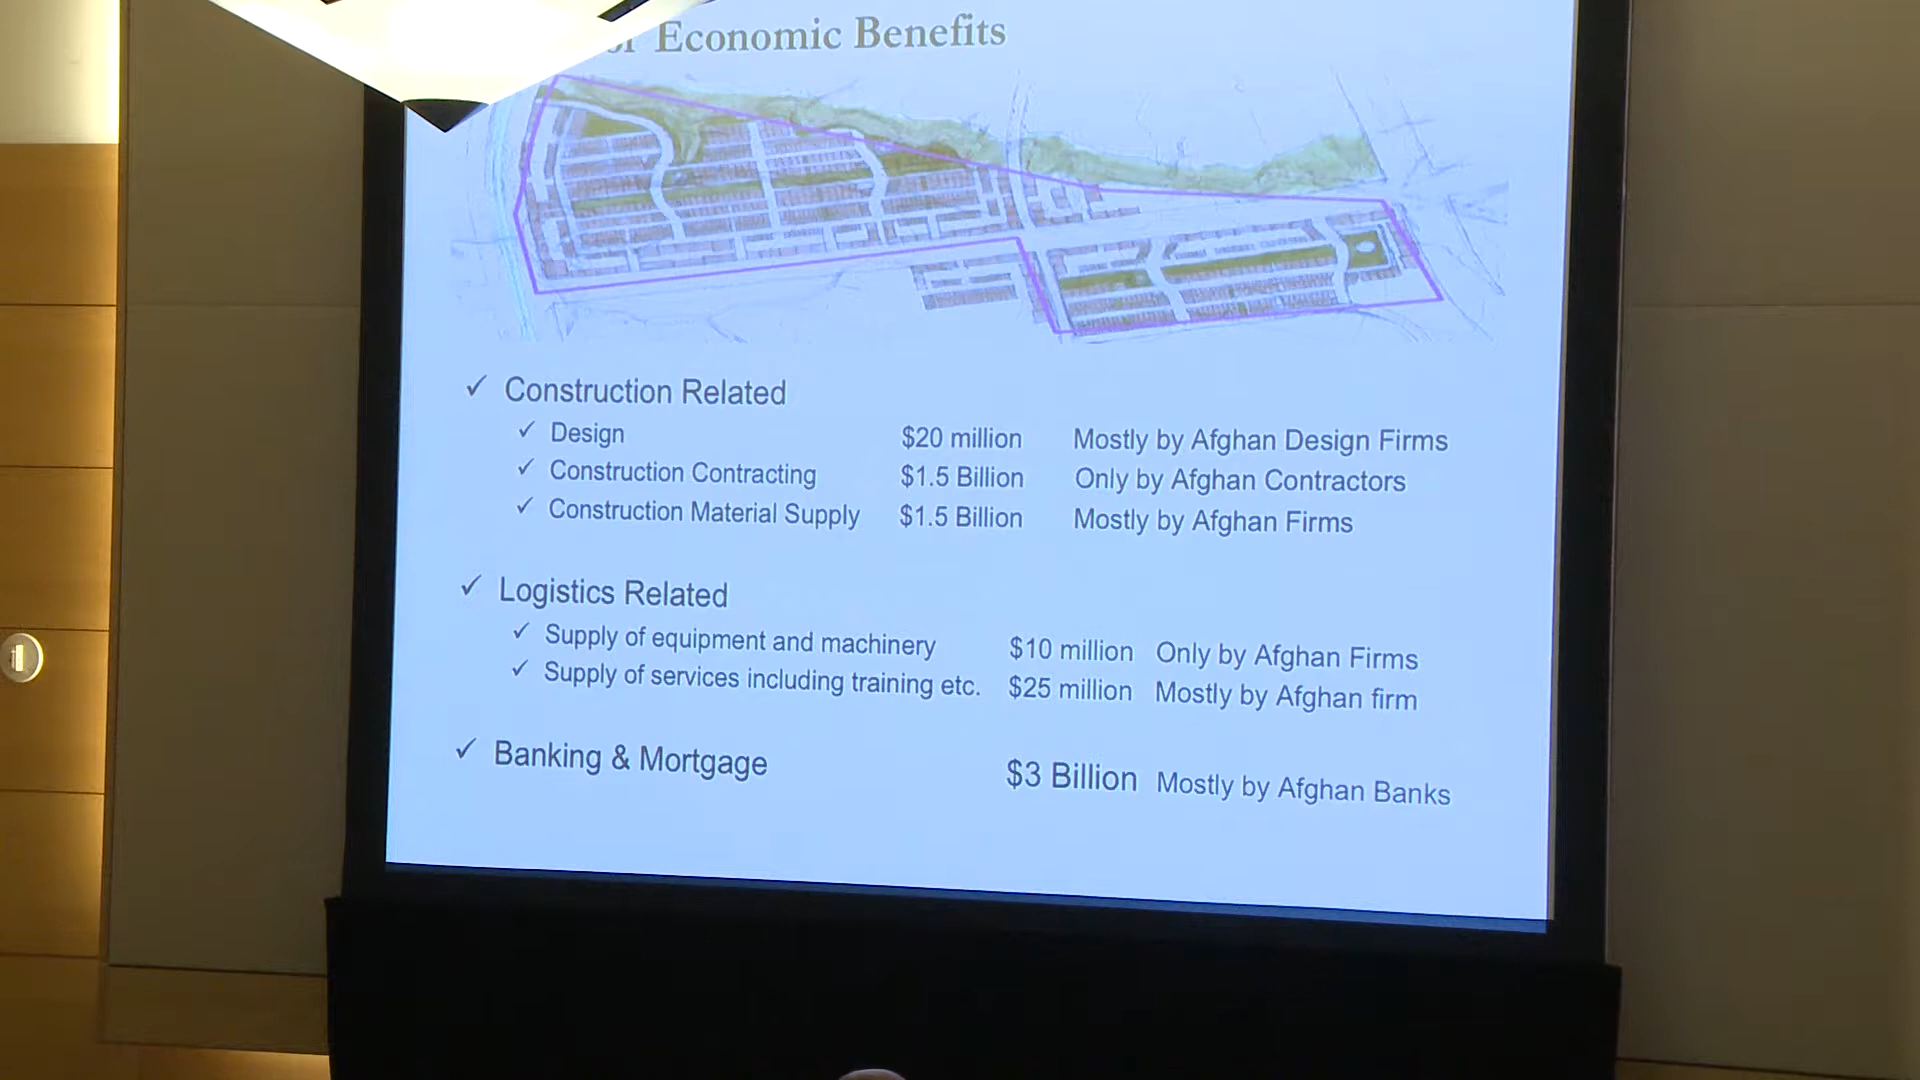 Economic Benefits
✓ Construction Related
✓ Design $20 million Mostly by Afghan Design Firms
✓ Construction Contracting $1.5 Billion Only by Afghan Contractors
✓ Construction Material Supply $1.5 Billion Mostly by Afghan Firms
✓ Logistics Related
✓ Supply of equipment and machinery $10 million Only by Afghan Firms
✓ Supply of services including training etc. $25 million Mostly by Afghan firm
✓ Banking & Mortgage $3 Billion Mostly by Afghan Banks